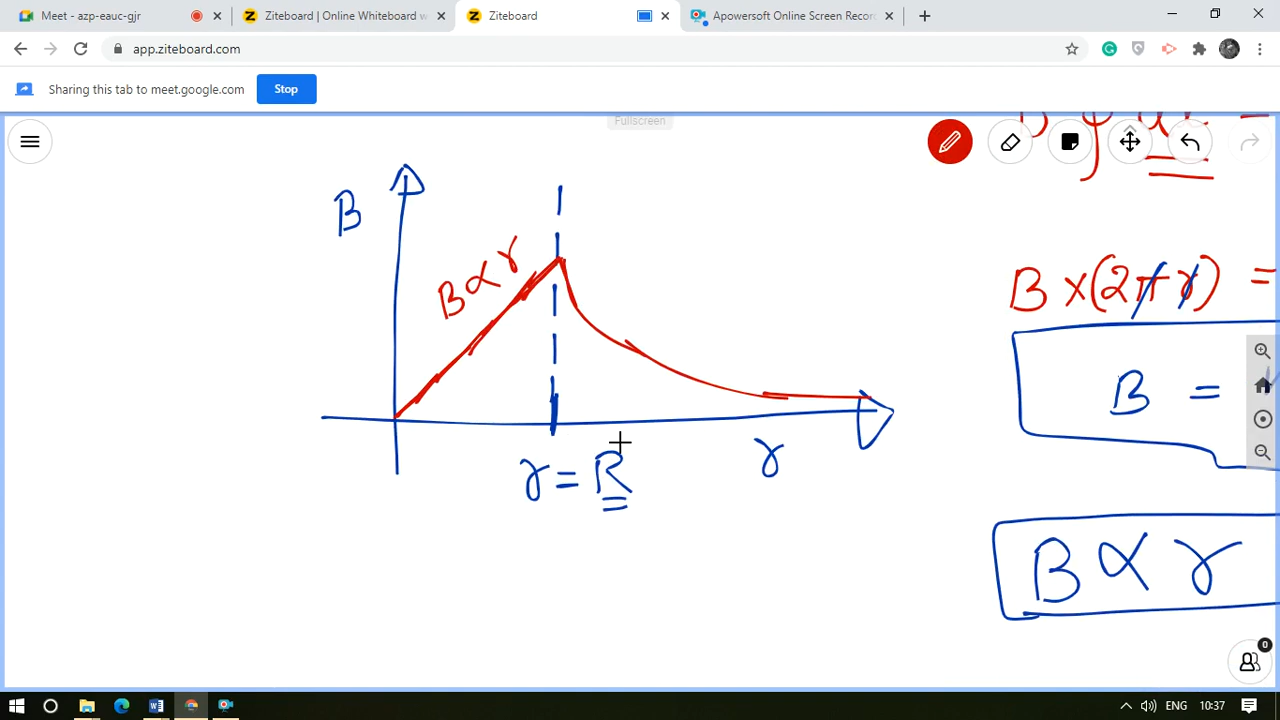 Meet - azp-eauc-gjr
Ziteboard | Online Whiteboard w
Ziteboard
Apowersoft Online Screen Recor
app.ziteboard.com
Sharing this tab to meet.google.com
Stop
Fullscreen
B
B ∝ r
r = R
r
B × (2π r) =
B =
B ∝ r
0
ENG
10:37